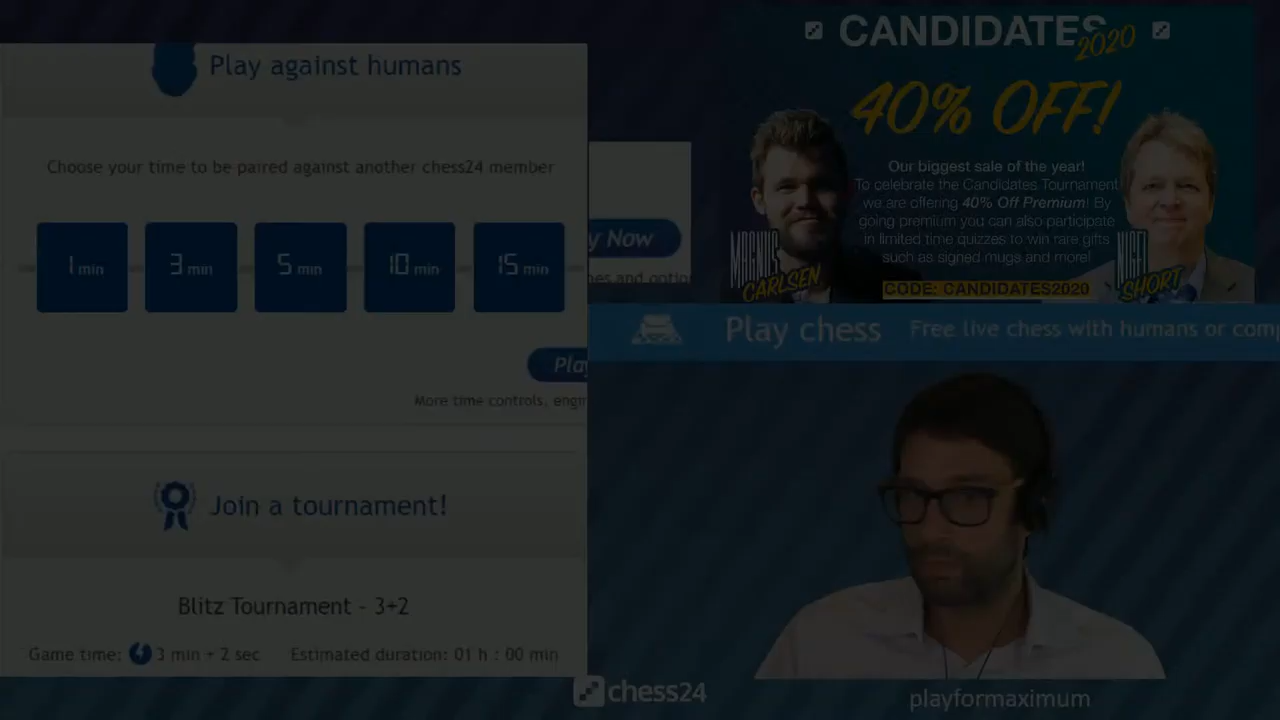 Play against humans
Choose your time to be paired against another chess24 member
1 min
3 min
5 min
10 min
15 min
More time controls,
Join a tournament!
Blitz Tournament - 3+2
Game time: 3 min + 2 sec Estimated duration: 01 h : 00 min
Now
CANDIDATES
2020
40% OFF!
Our biggest sale of the year!
To celebrate the Candidates Tournament
we are offering 40% Off Premium! By
going premium you can also participate
in limited time quizzes to win rare gifts
such as signed mugs and more!
MAGNUS
CARLSEN
NIGEL
SHORT
CODE: CANDIDATES2020
Play chess Free live chess with humans or
chess24
playformaximum